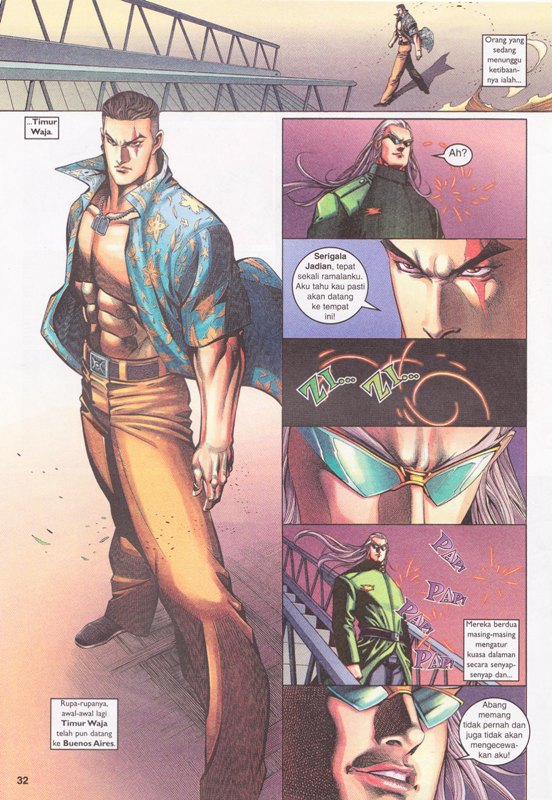 Orang yang
sedang
menunggu
ketibaan-
nya ialah...
...Timur
Waja.
Ah?
Serigala
Jadian, tepat
sekali ramalanku.
Aku tahu kau pasti
akan datang
ke tempat
ini!
ZI... ZI...
PAP!
PAP!
PAP!
PAP!
Mereka berdua
masing-masing
mengatur
kuasa dalaman
secara senyap-
senyap dan...
Rupa-rupanya,
awal-awal lagi
Timur Waja
telah pun datang
ke Buenos Aires.
Abang
memang
tidak pernah dan
juga tidak akan
mengecewa-
kan aku!
32